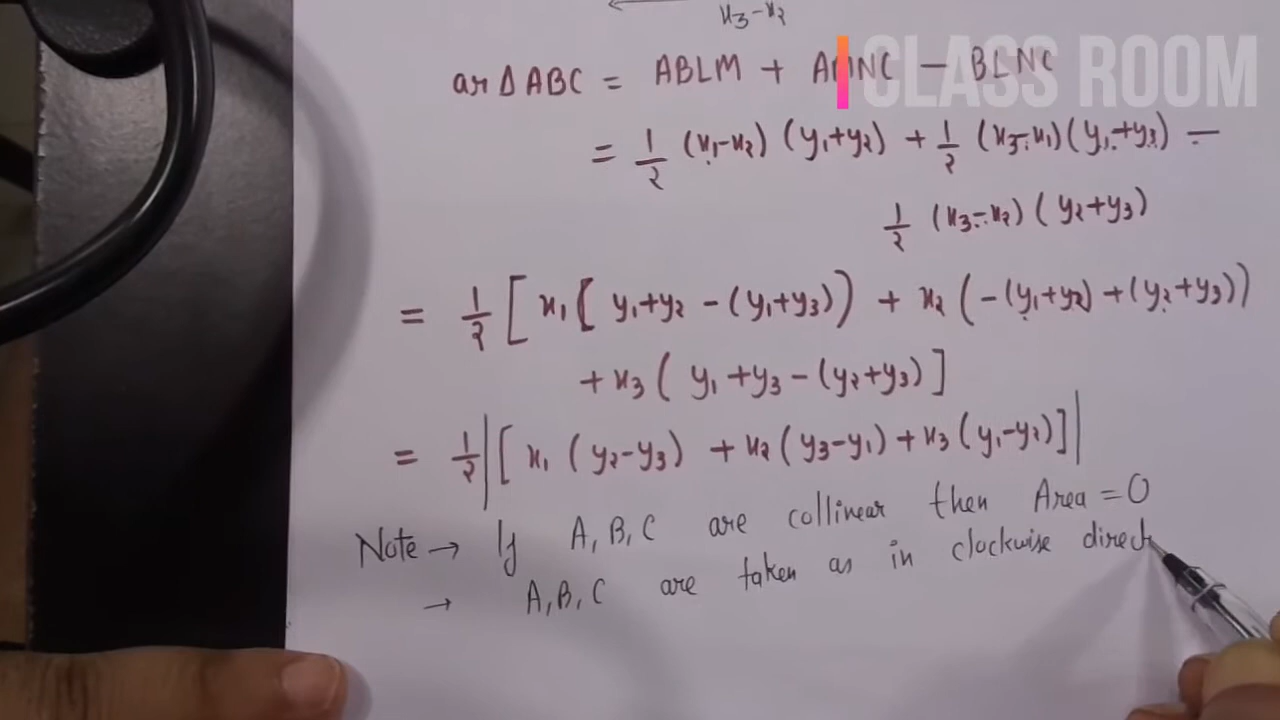 x3-x2
CLASS ROOM
ar Δ ABC = ABLM + AMNC - BLNC
= 1/2 (x1-x2) (y1+y2) + 1/2 (x3-x1) (y1+y3) -
1/2 (x3-x2) (y2+y3)
= 1/2 [ x1 [ y1+y2 - (y1+y3)) + x2 (-(y1+y2) + (y2+y3))
+ x3 ( y1+y3 - (y2+y3) ]
= 1/2 | [ x1 (y2-y3) + x2 (y3-y1) + x3 (y1-y2) ] |
Note → If A, B, C are collinear then Area = 0
→ A, B, C are taken as in clockwise direct